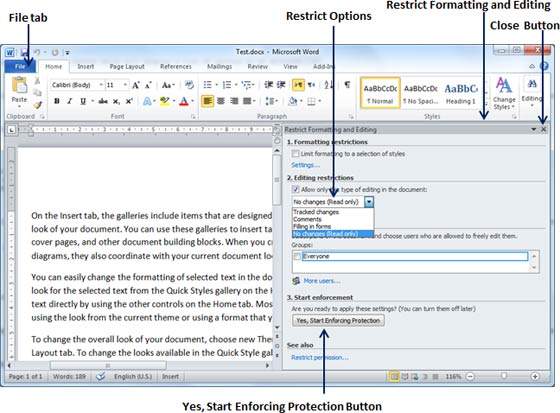 Restrict Formatting and Editing
Restrict Options
File tab
Close Button
Test.docx - Microsoft Word
File Home Insert Page Layout References Mailings Review View
Calibri (Body) 11
Paste
B I U abc
AaBbCcDc AaBbCcDc AaBbCc
¶ Normal ¶ No Spaci... Heading 1
Change Styles
Editing
Clipboard Font Paragraph Styles
Restrict Formatting and Editing
1. Formatting restrictions
Limit formatting to a selection of styles
Settings...
2. Editing restrictions
Allow only type of editing in the document:
No changes (Read only)
Tracked changes
Comments
Filling in forms
No changes (Read only)
and choose users who are allowed to freely edit them.
Groups:
Everyone
More users...
3. Start enforcement
Are you ready to apply these settings? (You can turn them off later)
Yes, Start Enforcing Protection
See also
Restrict permission...
On the Insert tab, the galleries include items that are designed
look of your document. You can use these galleries to insert ta
cover pages, and other document building blocks. When you c
diagrams, they also coordinate with your current document loo
You can easily change the formatting of selected text in the do
look for the selected text from the Quick Styles gallery on the H
text directly by using the other controls on the Home tab. Mos
using the look from the current theme or using a format that y
To change the overall look of your document, choose new The
Layout tab. To change the looks available in the Quick Style gal
Page: 1 of 1 Words: 189 English (U.S.) Insert 116%
Yes, Start Enforcing Protection Button